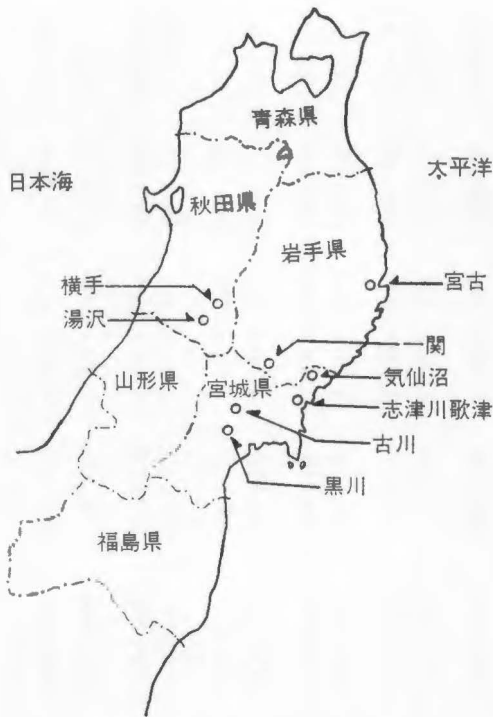 青森県
日本海
太平洋
秋田県
岩手県
横手
宮古
湯沢
関
山形県
宮城県
気仙沼
志津川歌津
古川
黒川
福島県